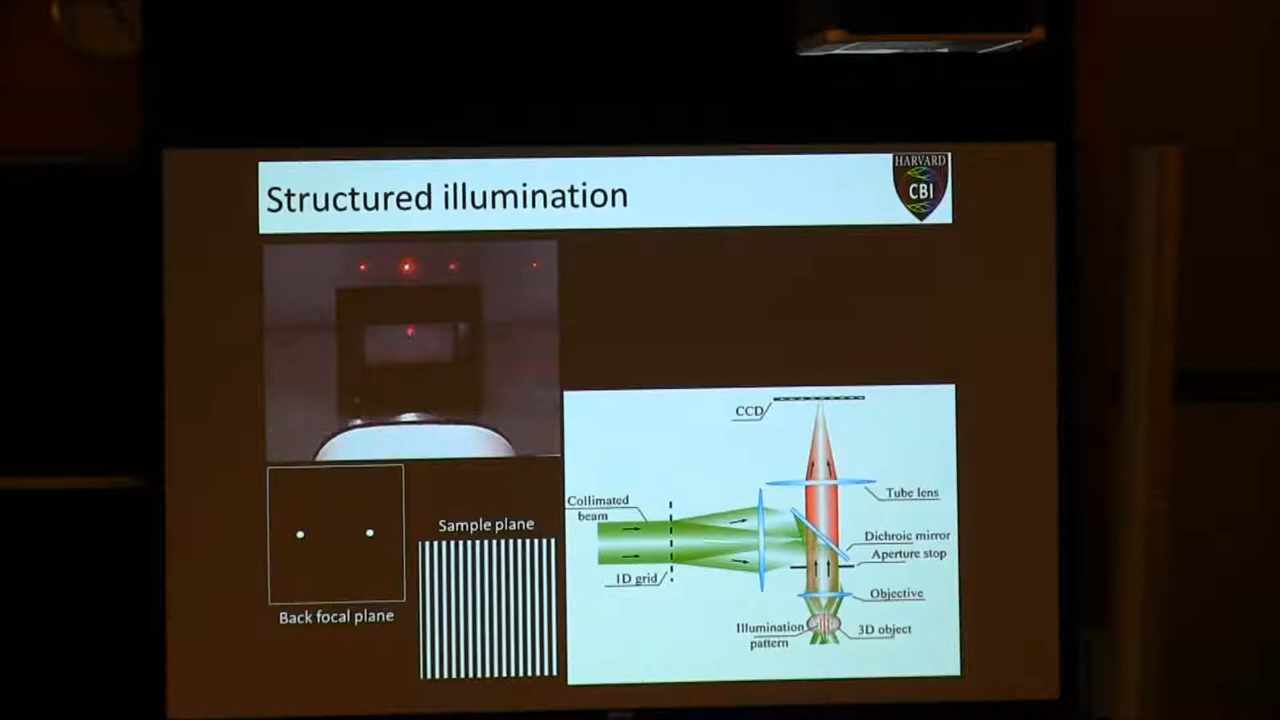 Structured illumination
HARVARD
CBI
CCD
Collimated
beam
Tube lens
Sample plane
Dichroic mirror
Aperture stop
1D grid
Objective
Back focal plane
Illumination
pattern
3D object